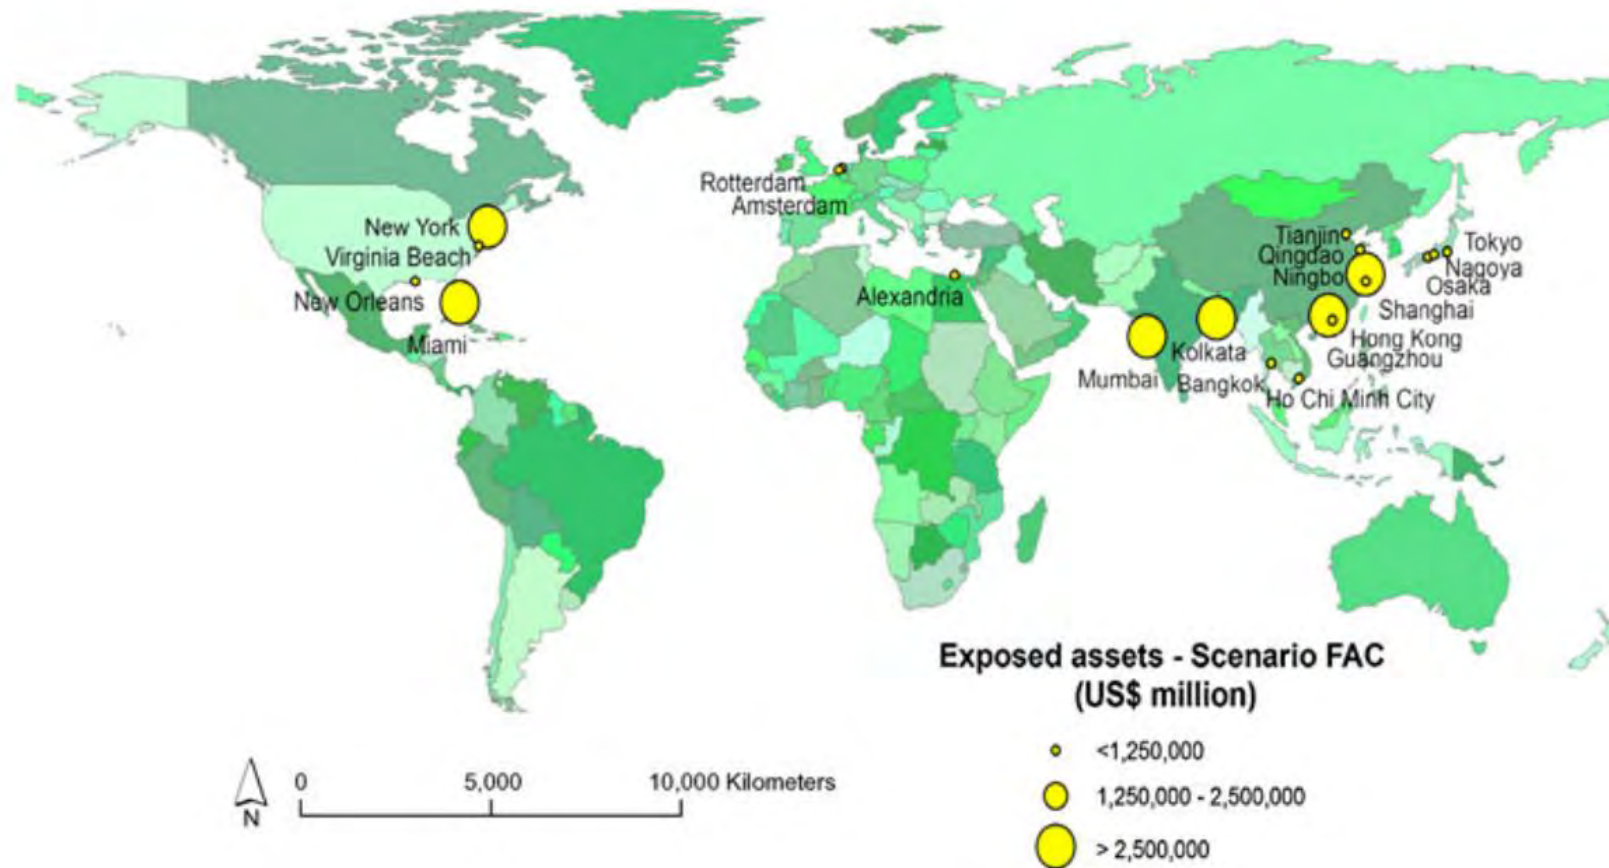 Rotterdam
Amsterdam
New York
Virginia Beach
New Orleans
Miami
Alexandria
Tianjin
Qingdao
Ningbo
Tokyo
Nagoya
Osaka
Shanghai
Hong Kong
Guangzhou
Kolkata
Mumbai
Bangkok
Ho Chi Minh City
Exposed assets - Scenario FAC
(US$ million)
<1,250,000
1,250,000 - 2,500,000
> 2,500,000
0 5,000 10,000 Kilometers
N